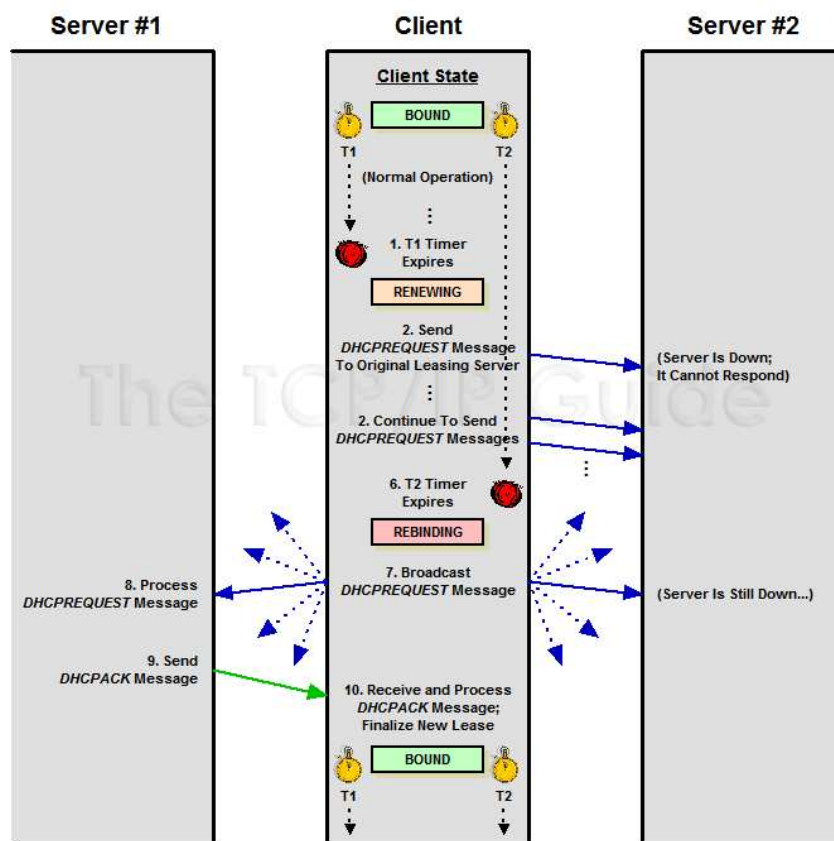 Server #1
Client
Server #2
Client State
BOUND
T1
T2
(Normal Operation)
1. T1 Timer
Expires
RENEWING
2. Send
DHCPREQUEST Message
To Original Leasing Server
(Server Is Down;
It Cannot Respond)
The TCP/IP Guide
2. Continue To Send
DHCPREQUEST Messages
6. T2 Timer
Expires
REBINDING
7. Broadcast
DHCPREQUEST Message
8. Process
DHCPREQUEST Message
(Server Is Still Down...)
9. Send
DHCPACK Message
10. Receive and Process
DHCPACK Message;
Finalize New Lease
BOUND
T1
T2